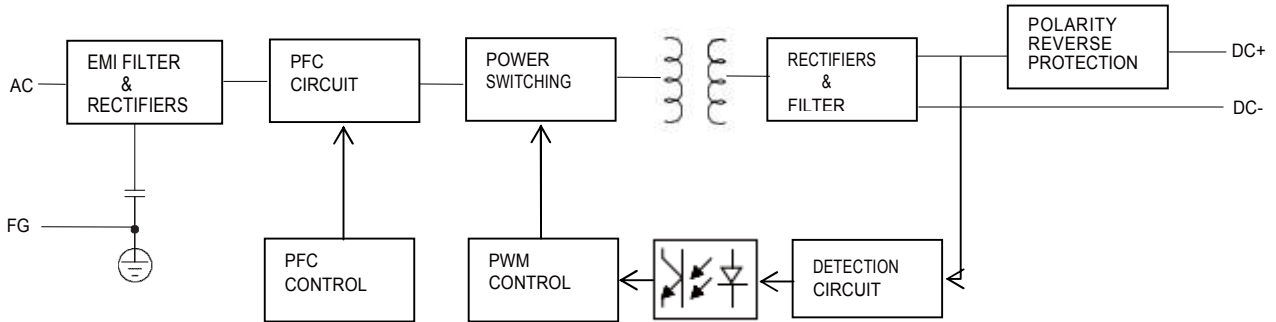 AC
EMI FILTER
&
RECTIFIERS
PFC
CIRCUIT
POWER
SWITCHING
RECTIFIERS
&
FILTER
POLARITY
REVERSE
PROTECTION
DC+
DC-
FG
PFC
CONTROL
PWM
CONTROL
DETECTION
CIRCUIT